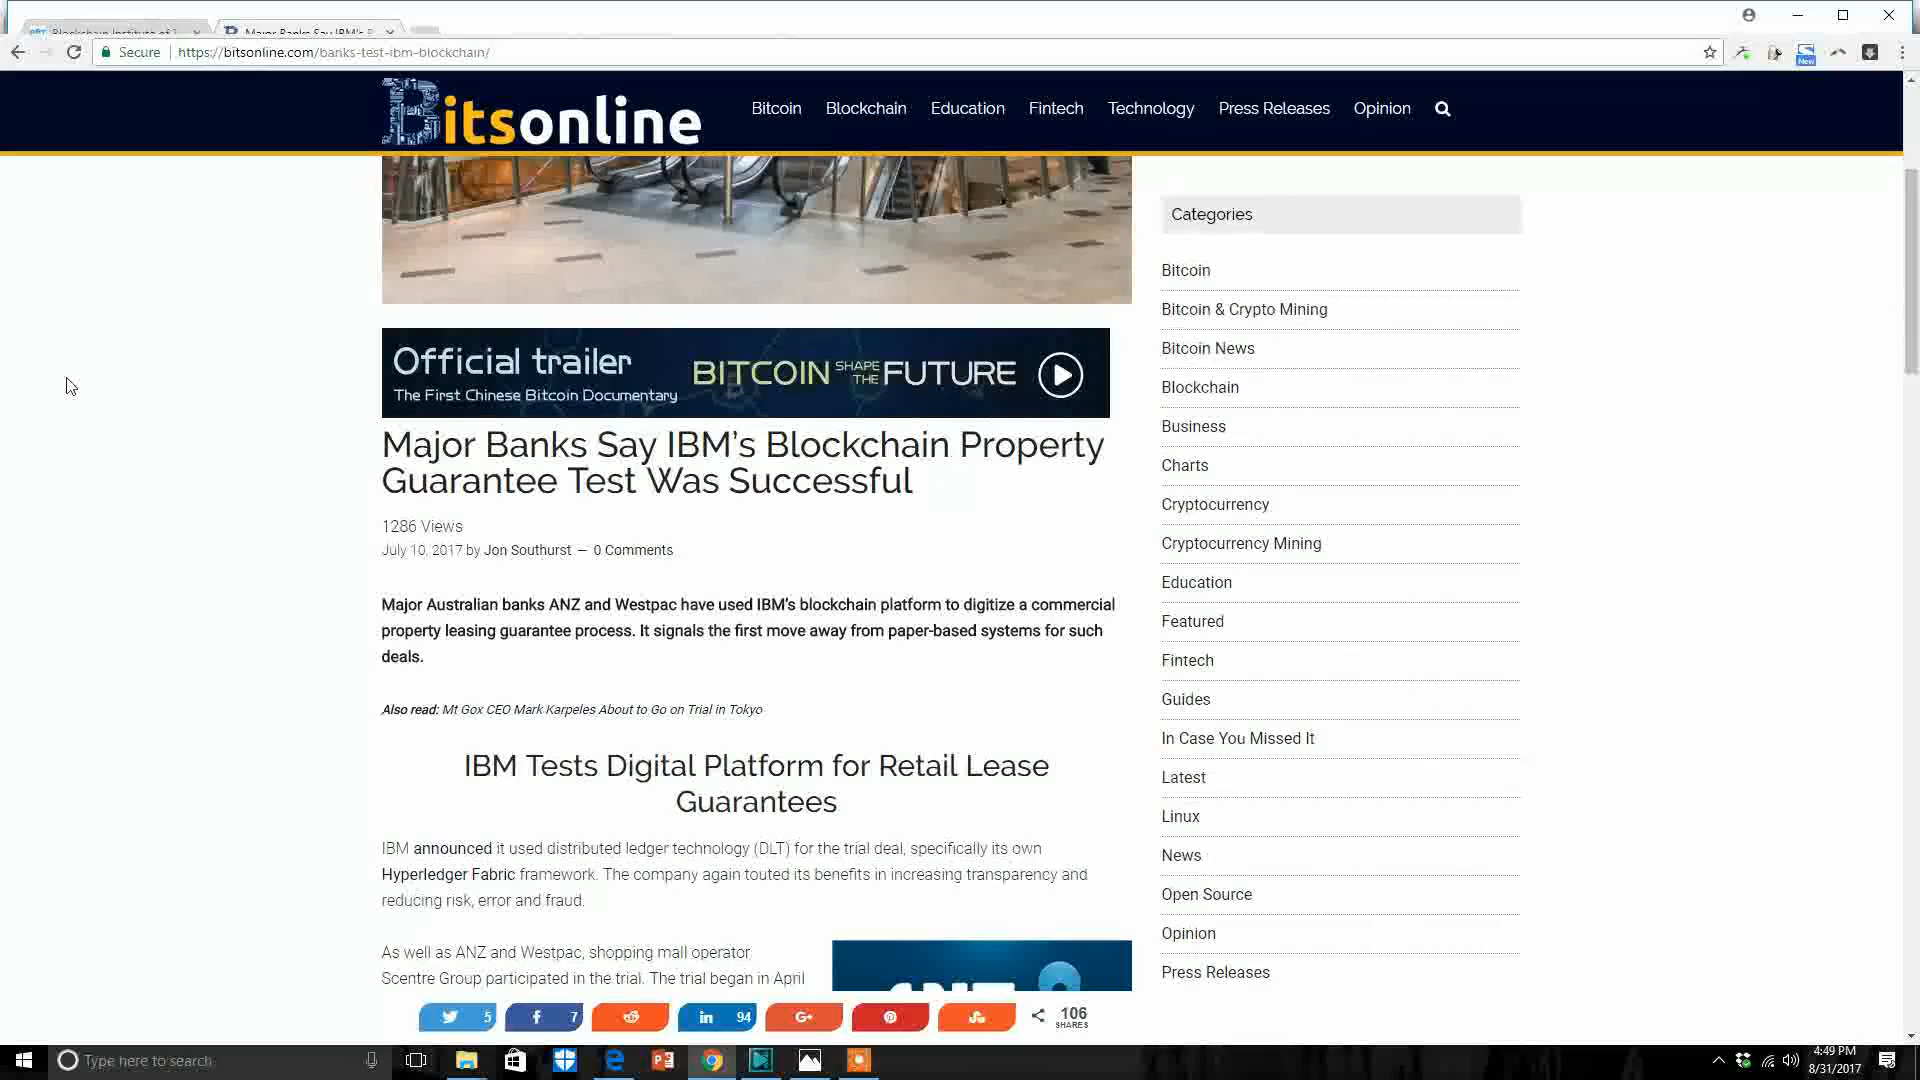 Blockchain Institute of T
Major Banks Say IBM's B
Secure
https://bitsonline.com/banks-test-ibm-blockchain/
New
Bitsonline
Bitcoin
Blockchain
Education
Fintech
Technology
Press Releases
Opinion
Official trailer
The First Chinese Bitcoin Documentary
BITCOIN SHAPE THE FUTURE
Major Banks Say IBM’s Blockchain Property
Guarantee Test Was Successful
1286 Views
July 10, 2017 by Jon Southurst — 0 Comments
Major Australian banks ANZ and Westpac have used IBM’s blockchain platform to digitize a commercial
property leasing guarantee process. It signals the first move away from paper-based systems for such
deals.
Also read: Mt Gox CEO Mark Karpeles About to Go on Trial in Tokyo
IBM Tests Digital Platform for Retail Lease
Guarantees
IBM announced it used distributed ledger technology (DLT) for the trial deal, specifically its own
Hyperledger Fabric framework. The company again touted its benefits in increasing transparency and
reducing risk, error and fraud.
As well as ANZ and Westpac, shopping mall operator
Scentre Group participated in the trial. The trial began in April
ANZ
5
7
94
G+
106
SHARES
Categories
Bitcoin
Bitcoin & Crypto Mining
Bitcoin News
Blockchain
Business
Charts
Cryptocurrency
Cryptocurrency Mining
Education
Featured
Fintech
Guides
In Case You Missed It
Latest
Linux
News
Open Source
Opinion
Press Releases
Type here to search
4:49 PM
8/31/2017